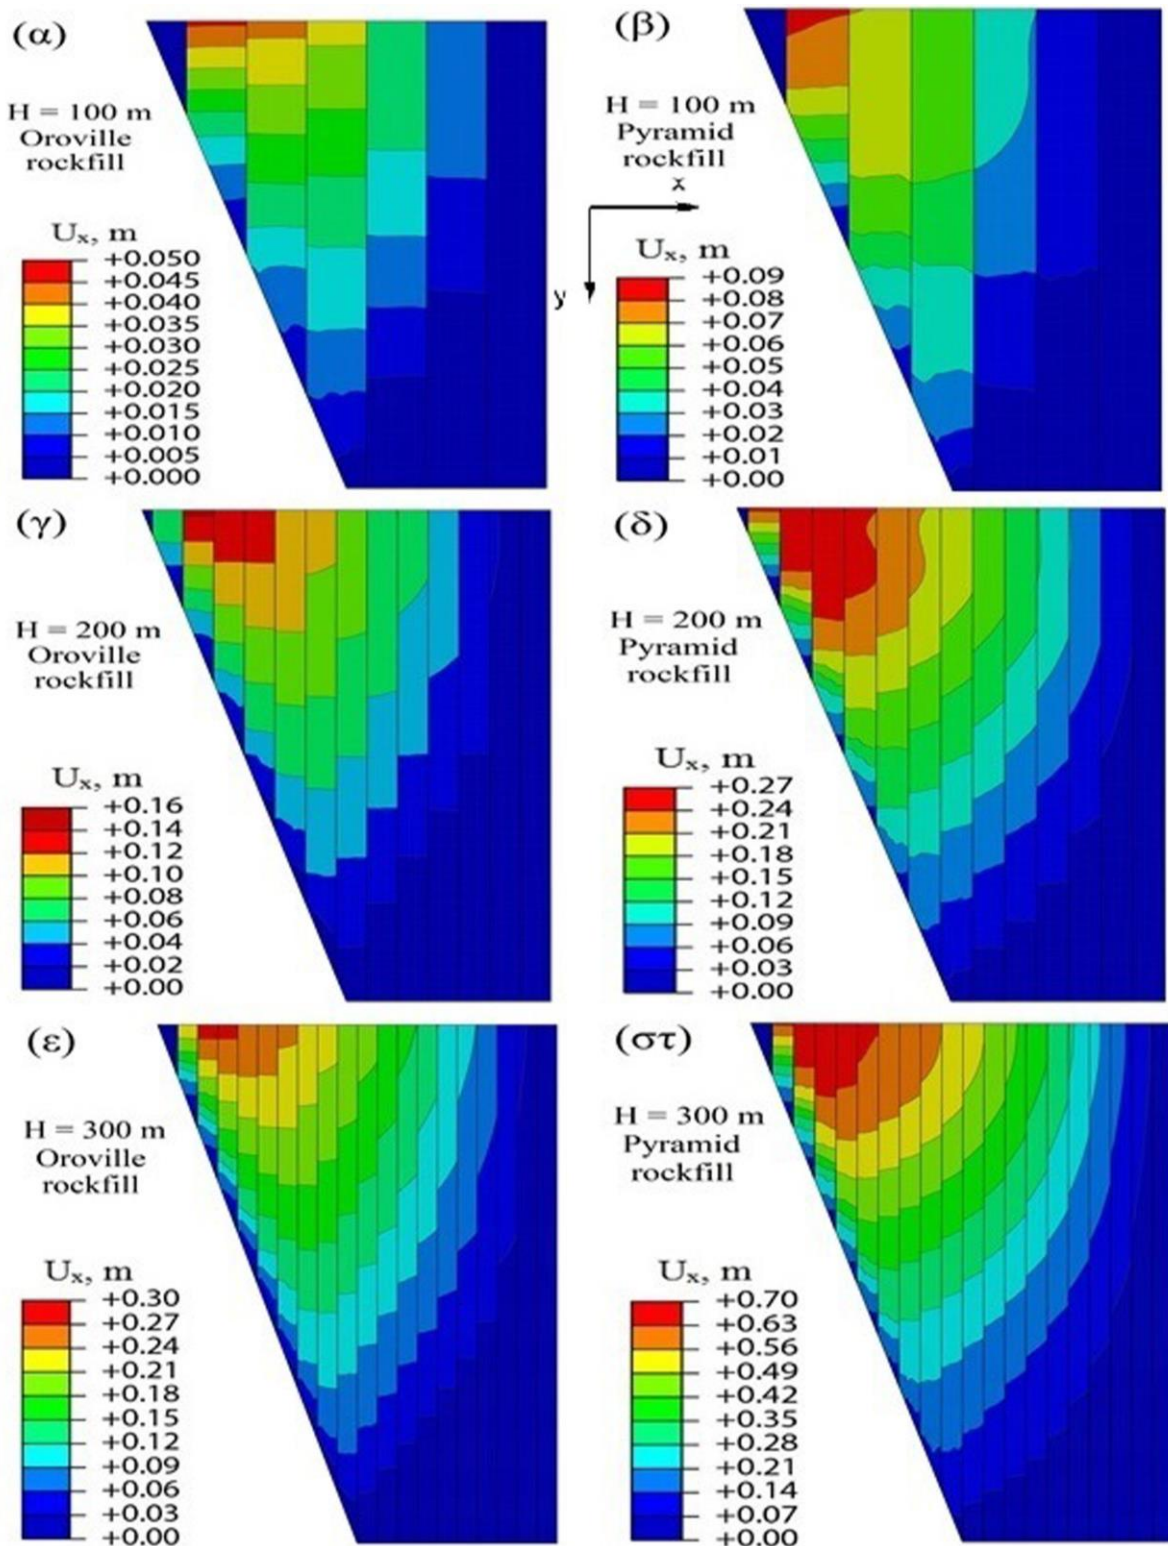 (α)
H = 100 m
Oroville
rockfill
Uₓ, m
+0.050
+0.045
+0.040
+0.035
+0.030
+0.025
+0.020
+0.015
+0.010
+0.005
+0.000
(β)
H = 100 m
Pyramid
rockfill
x
y
Uₓ, m
+0.09
+0.08
+0.07
+0.06
+0.05
+0.04
+0.03
+0.02
+0.01
+0.00
(γ)
H = 200 m
Oroville
rockfill
Uₓ, m
+0.16
+0.14
+0.12
+0.10
+0.08
+0.06
+0.04
+0.02
+0.00
(δ)
H = 200 m
Pyramid
rockfill
Uₓ, m
+0.27
+0.24
+0.21
+0.18
+0.15
+0.12
+0.09
+0.06
+0.03
+0.00
(ε)
H = 300 m
Oroville
rockfill
Uₓ, m
+0.30
+0.27
+0.24
+0.21
+0.18
+0.15
+0.12
+0.09
+0.06
+0.03
+0.00
(στ)
H = 300 m
Pyramid
rockfill
Uₓ, m
+0.70
+0.63
+0.56
+0.49
+0.42
+0.35
+0.28
+0.21
+0.14
+0.07
+0.00